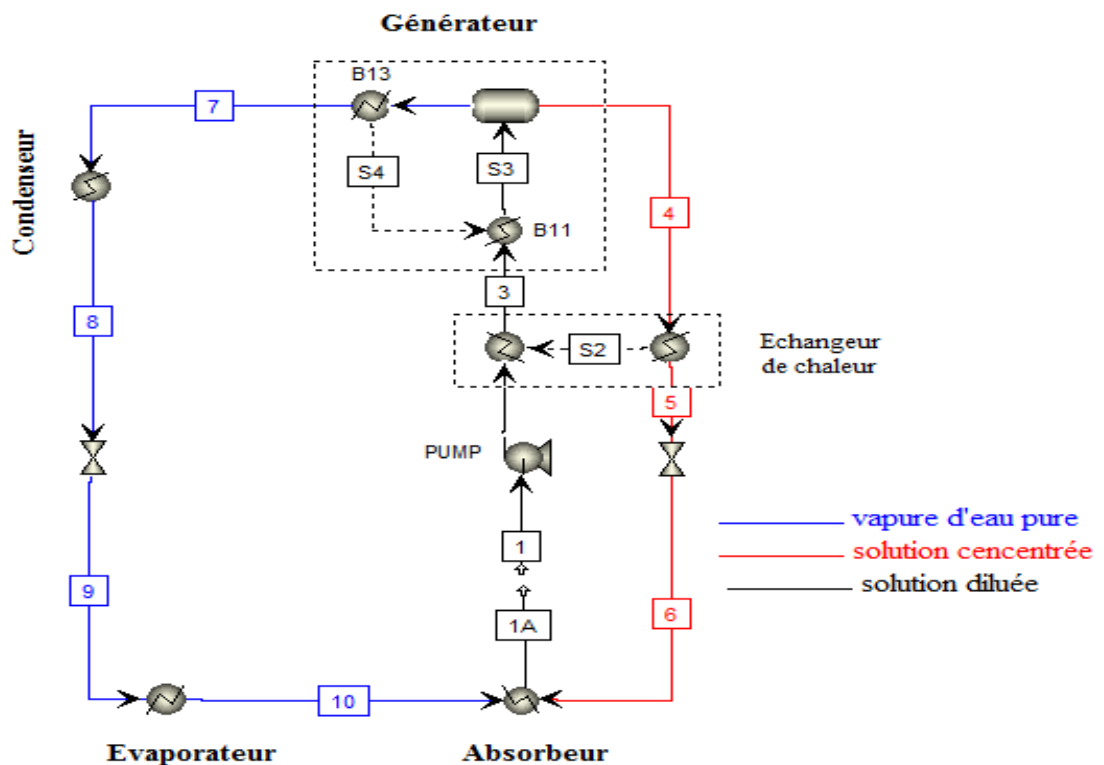 Générateur
B13
7
S4
S3
4
Condenseur
B11
3
8
S2
Echangeur
de chaleur
5
PUMP
vapure d'eau pure
1
solution cencentrée
9
solution diluée
1A
6
10
Evaporateur
Absorbeur